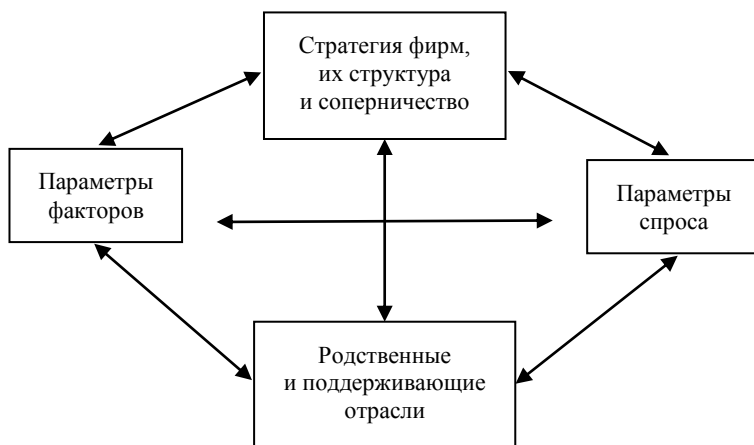 Стратегия фирм,
их структура
и соперничество
Параметры
факторов
Параметры
спроса
Родственные
и поддерживающие
отрасли